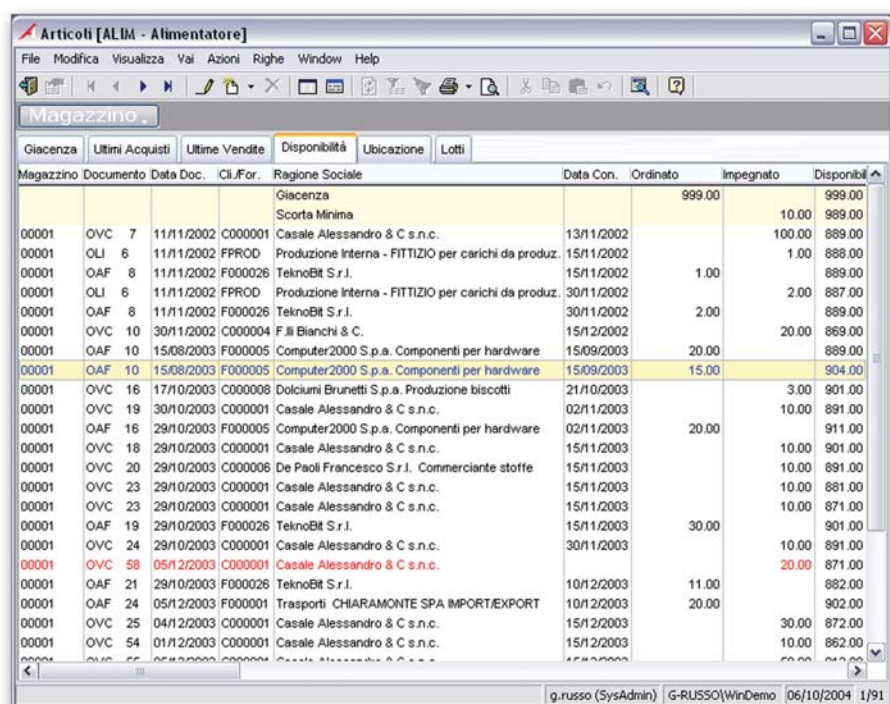 Articoli [ALIM - Alimentatore]
File Modifica Visualizza Vai Azioni Righe Window Help
Magazzino
Giacenza Ultimi Acquisti Ultime Vendite Disponibilità Ubicazione Lotti
Magazzino Documento Data Doc. Cli./For. Ragione Sociale Data Con. Ordinato Impegnato Disponibil
Giacenza 999.00 999.00
Scorta Minima 10.00 989.00
00001 OVC 7 11/11/2002 C000001 Casale Alessandro & C s.n.c. 13/11/2002 100.00 889.00
00001 OLI 6 11/11/2002 FPROD Produzione Interna - FITTIZIO per carichi da produz. 15/11/2002 1.00 888.00
00001 OAF 8 11/11/2002 F000026 TeknoBit S.r.l. 15/11/2002 1.00 889.00
00001 OLI 6 11/11/2002 FPROD Produzione Interna - FITTIZIO per carichi da produz. 30/11/2002 2.00 887.00
00001 OAF 8 11/11/2002 F000026 TeknoBit S.r.l. 30/11/2002 2.00 889.00
00001 OVC 10 30/11/2002 C000004 F.lli Bianchi & C. 15/12/2002 20.00 869.00
00001 OAF 10 15/08/2003 F000005 Computer2000 S.p.a. Componenti per hardware 15/09/2003 20.00 889.00
00001 OAF 10 15/08/2003 F000005 Computer2000 S.p.a. Componenti per hardware 15/09/2003 15.00 904.00
00001 OVC 16 17/10/2003 C000008 Dolciumi Brunetti S.p.a. Produzione biscotti 21/10/2003 3.00 901.00
00001 OVC 19 30/10/2003 C000001 Casale Alessandro & C s.n.c. 02/11/2003 10.00 891.00
00001 OAF 16 29/10/2003 F000005 Computer2000 S.p.a. Componenti per hardware 02/11/2003 20.00 911.00
00001 OVC 18 29/10/2003 C000001 Casale Alessandro & C s.n.c. 15/11/2003 10.00 901.00
00001 OVC 20 29/10/2003 C000006 De Paoli Francesco S.r.l. Commerciante stoffe 15/11/2003 10.00 891.00
00001 OVC 23 29/10/2003 C000001 Casale Alessandro & C s.n.c. 15/11/2003 10.00 881.00
00001 OVC 23 29/10/2003 C000001 Casale Alessandro & C s.n.c. 15/11/2003 10.00 871.00
00001 OAF 19 29/10/2003 F000026 TeknoBit S.r.l. 15/11/2003 30.00 901.00
00001 OVC 24 29/10/2003 C000001 Casale Alessandro & C s.n.c. 30/11/2003 10.00 891.00
00001 OVC 58 05/12/2003 C000001 Casale Alessandro & C s.n.c. 20.00 871.00
00001 OAF 21 29/10/2003 F000026 TeknoBit S.r.l. 10/12/2003 11.00 882.00
00001 OAF 24 05/12/2003 F000001 Trasporti CHIARAMONTE SPA IMPORT/EXPORT 10/12/2003 20.00 902.00
00001 OVC 25 04/12/2003 C000001 Casale Alessandro & C s.n.c. 15/12/2003 30.00 872.00
00001 OVC 54 01/12/2003 C000001 Casale Alessandro & C s.n.c. 15/12/2003 10.00 862.00
g.russo (SysAdmin) G-RUSSO\WinDemo 06/10/2004 1/91